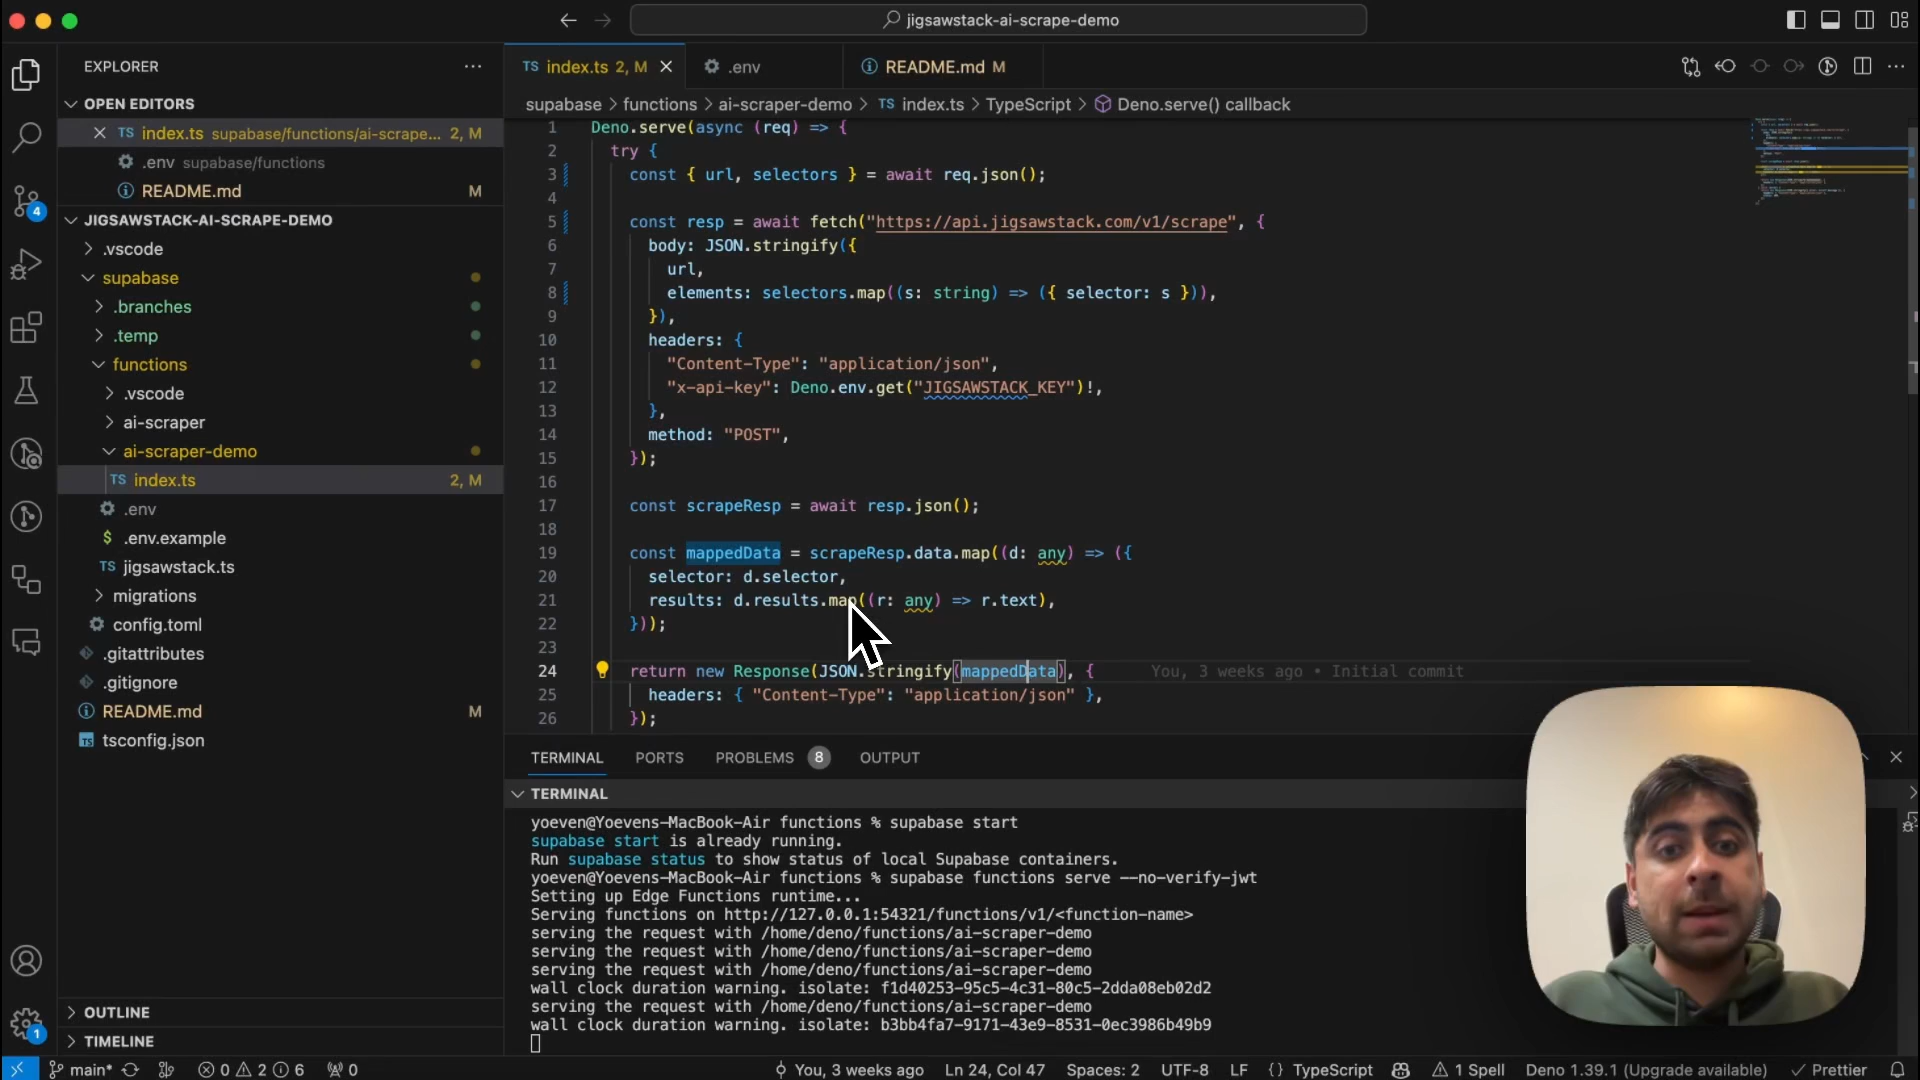 jigsawstack-ai-scrape-demo
EXPLORER
OPEN EDITORS
TS index.ts supabase/functions/ai-scrape... 2, M
.env supabase/functions
README.md M
JIGSAWSTACK-AI-SCRAPE-DEMO
.vscode
supabase
.branches
.temp
functions
.vscode
ai-scraper
ai-scraper-demo
TS index.ts 2, M
.env
$ .env.example
TS jigsawstack.ts
migrations
config.toml
.gitattributes
.gitignore
README.md M
TS tsconfig.json
OUTLINE
TIMELINE
4
1
TS index.ts 2, M
.env
README.md M
supabase > functions > ai-scraper-demo > TS index.ts > TypeScript > Deno.serve() callback
1 Deno.serve(async (req) => {
2 try {
3 const { url, selectors } = await req.json();
4
5 const resp = await fetch("https://api.jigsawstack.com/v1/scrape", {
6 body: JSON.stringify({
7 url,
8 elements: selectors.map((s: string) => ({ selector: s })),
9 }),
10 headers: {
11 "Content-Type": "application/json",
12 "x-api-key": Deno.env.get("JIGSAWSTACK_KEY")!,
13 },
14 method: "POST",
15 });
16
17 const scrapeResp = await resp.json();
18
19 const mappedData = scrapeResp.data.map((d: any) => ({
20 selector: d.selector,
21 results: d.results.map((r: any) => r.text),
22 }));
23
24 return new Response(JSON.stringify(mappedData), { You, 3 weeks ago • Initial commit
25 headers: { "Content-Type": "application/json" },
26 });
TERMINAL PORTS PROBLEMS 8 OUTPUT
TERMINAL
yoeven@Yoevens-MacBook-Air functions % supabase start
supabase start is already running.
Run supabase status to show status of local Supabase containers.
yoeven@Yoevens-MacBook-Air functions % supabase functions serve --no-verify-jwt
Setting up Edge Functions runtime...
Serving functions on http://127.0.0.1:54321/functions/v1/<function-name>
serving the request with /home/deno/functions/ai-scraper-demo
serving the request with /home/deno/functions/ai-scraper-demo
serving the request with /home/deno/functions/ai-scraper-demo
wall clock duration warning. isolate: f1d40253-95c5-4c31-80c5-2dda08eb02d2
serving the request with /home/deno/functions/ai-scraper-demo
wall clock duration warning. isolate: b3bb4fa7-9171-43e9-8531-0ec3986b49b9
main* 0 2 6 0 You, 3 weeks ago Ln 24, Col 47 Spaces: 2 UTF-8 LF {} TypeScript 1 Spell Deno 1.39.1 (Upgrade available) Prettier